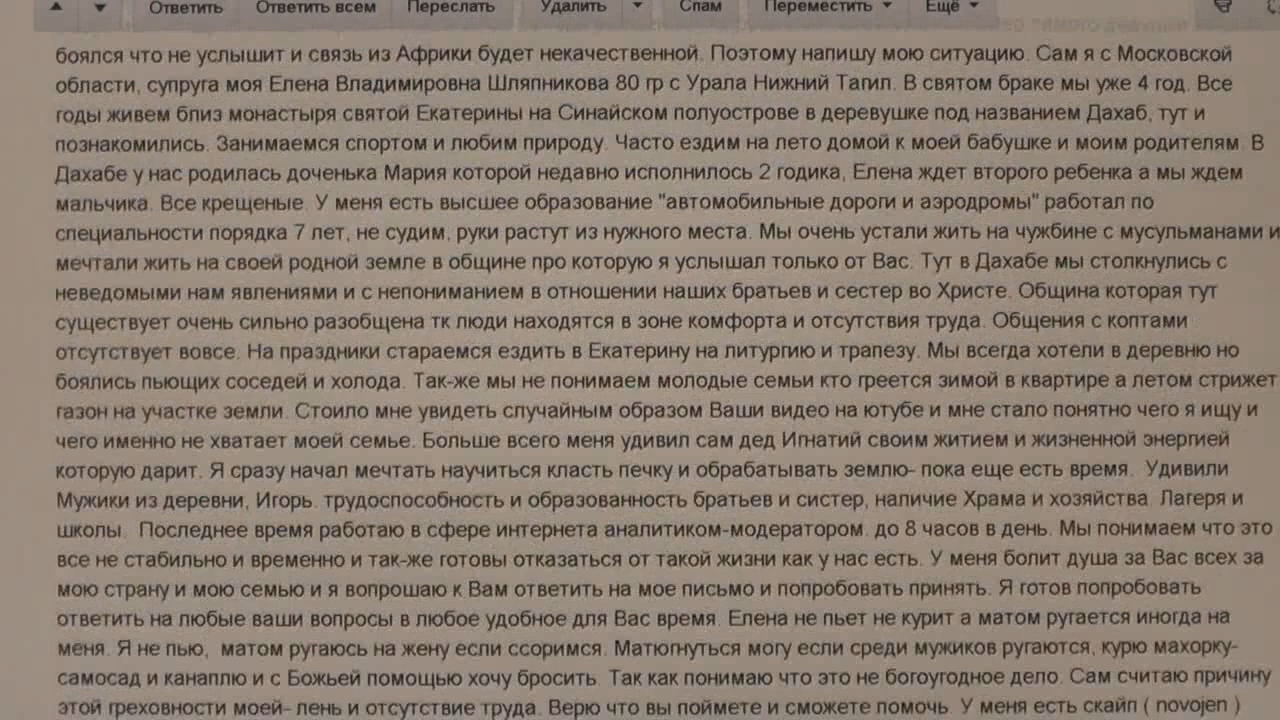 Ответить Ответить всем Переслать Удалить Спам Переместить Ещё
боялся что не услышит и связь из Африки будет некачественной. Поэтому напишу мою ситуацию. Сам я с Московской
области, супруга моя Елена Владимировна Шляпникова 80 гр с Урала Нижний Тагил. В святом браке мы уже 4 год. Все
годы живем близ монастыря святой Екатерины на Синайском полуострове в деревушке под названием Дахаб, тут и
познакомились. Занимаемся спортом и любим природу. Часто ездим на лето домой к моей бабушке и моим родителям. В
Дахабе у нас родилась доченька Мария которой недавно исполнилось 2 годика, Елена ждет второго ребенка а мы ждем
мальчика. Все крещеные. У меня есть высшее образование "автомобильные дороги и аэродромы" работал по
специальности порядка 7 лет, не судим, руки растут из нужного места. Мы очень устали жить на чужбине с мусульманами и
мечтали жить на своей родной земле в общине про которую я услышал только от Вас. Тут в Дахабе мы столкнулись с
неведомыми нам явлениями и с непониманием в отношении наших братьев и сестер во Христе. Община которая тут
существует очень сильно разобщена тк люди находятся в зоне комфорта и отсутствия труда. Общения с коптами
отсутствует вовсе. На праздники стараемся ездить в Екатерину на литургию и трапезу. Мы всегда хотели в деревню но
боялись пьющих соседей и холода. Так-же мы не понимаем молодые семьи кто греется зимой в квартире а летом стрижет
газон на участке земли. Стоило мне увидеть случайным образом Ваши видео на ютубе и мне стало понятно чего я ищу и
чего именно не хватает моей семье. Больше всего меня удивил сам дед Игнатий своим житием и жизненной энергией
которую дарит. Я сразу начал мечтать научиться класть печку и обрабатывать землю- пока еще есть время. Удивили
Мужики из деревни, Игорь. трудоспособность и образованность братьев и систер, наличие Храма и хозяйства. Лагеря и
школы. Последнее время работаю в сфере интернета аналитиком-модератором. до 8 часов в день. Мы понимаем что это
все не стабильно и временно и так-же готовы отказаться от такой жизни как у нас есть. У меня болит душа за Вас всех за
мою страну и мою семью и я вопрошаю к Вам ответить на мое письмо и попробовать принять. Я готов попробовать
ответить на любые ваши вопросы в любое удобное для Вас время. Елена не пьет не курит а матом ругается иногда на
меня. Я не пью, матом ругаюсь на жену если ссоримся. Матюгнуться могу если среди мужиков ругаются, курю махорку-
самосад и канаплю и с Божьей помощью хочу бросить. Так как понимаю что это не богоугодное дело. Сам считаю причину
этой греховности моей- лень и отсутствие труда. Верю что вы поймете и сможете помочь. У меня есть скайп ( novojen )